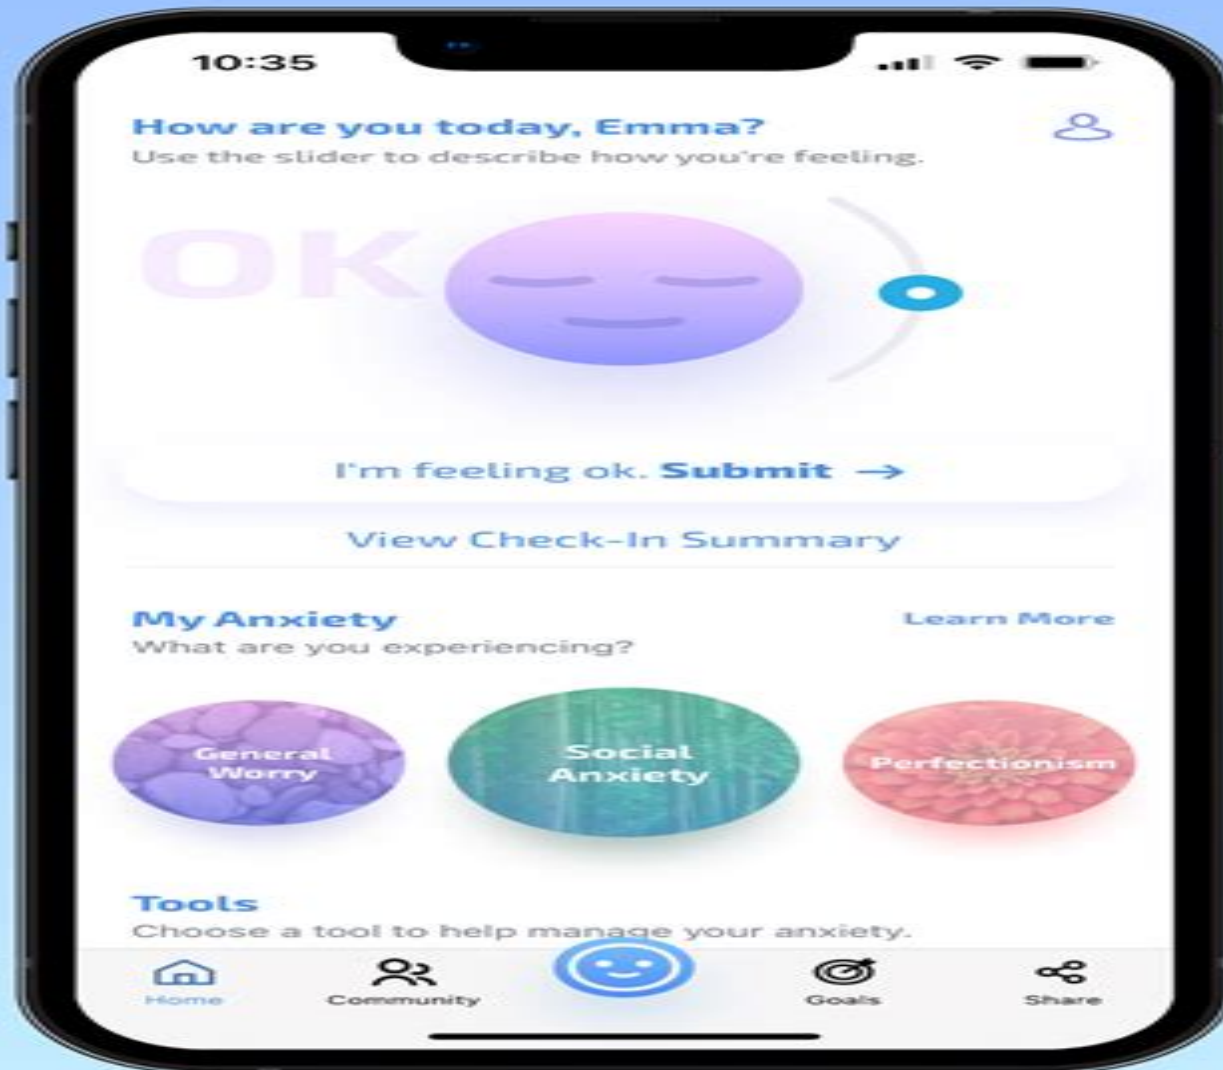 10:35
How are you today, Emma?
Use the slider to describe how you're feeling.
OK
I'm feeling ok. Submit →
View Check-In Summary
My Anxiety
Learn More
What are you experiencing?
General
Worry
Social
Anxiety
Perfectionism
Tools
Choose a tool to help manage your anxiety.
Home
Community
Goals
Share